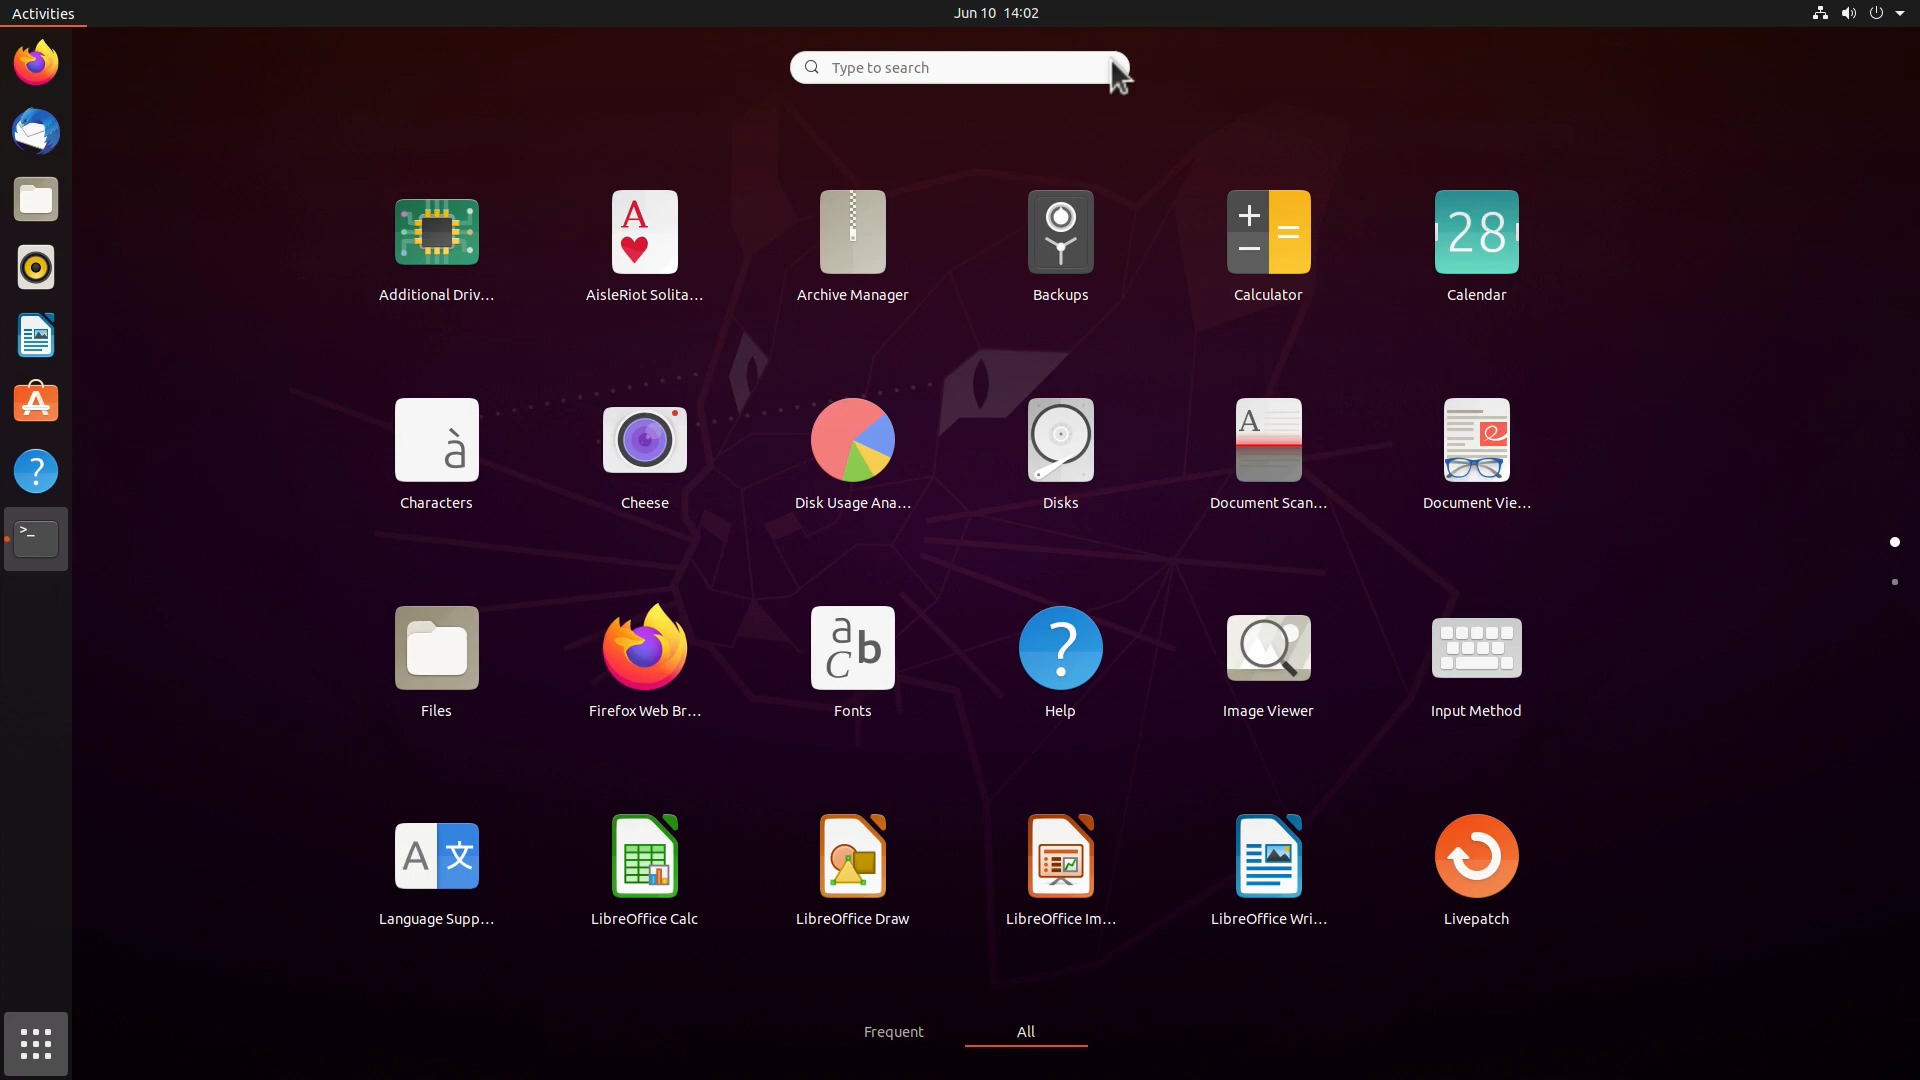 Activities
Jun 10 14:02
Type to search
Additional Driv...
AisleRiot Solita...
Archive Manager
Backups
Calculator
28
Calendar
Characters
Cheese
Disk Usage Ana...
Disks
Document Scan...
Document Vie...
Files
Firefox Web Br...
Fonts
Help
Image Viewer
Input Method
Language Supp...
LibreOffice Calc
LibreOffice Draw
LibreOffice Im...
LibreOffice Wri...
Livepatch
Frequent
All